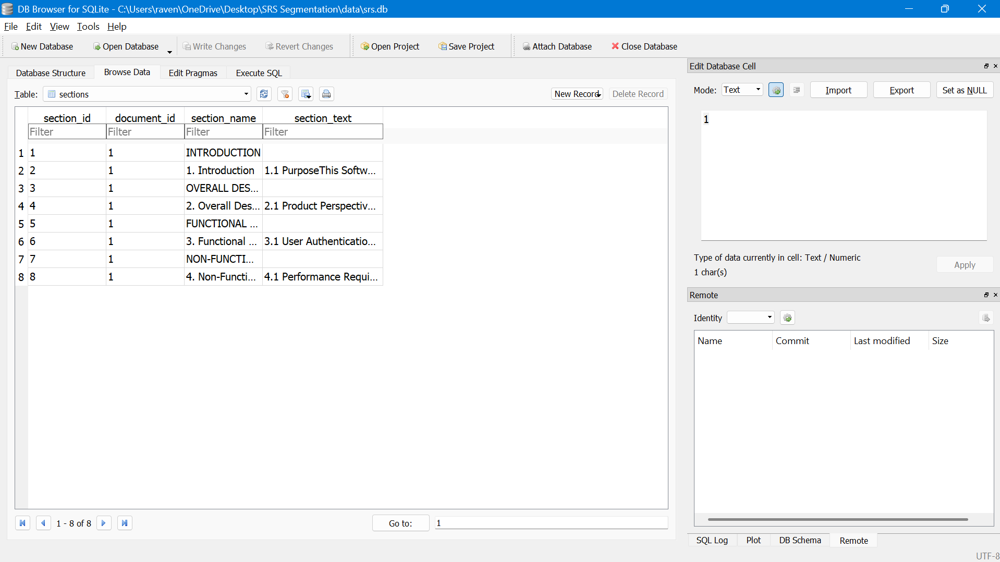 DB Browser for SQLite - C:\Users\raven\OneDrive\Desktop\SRS Segmentation\data\srs.db
File Edit View Tools Help
New Database Open Database Write Changes Revert Changes Open Project Save Project Attach Database Close Database
Database Structure Browse Data Edit Pragmas Execute SQL
Table: sections New Record Delete Record
section_id document_id section_name section_text
Filter Filter Filter Filter
1 1 1 INTRODUCTION
2 2 1 1. Introduction 1.1 PurposeThis Softw...
3 3 1 OVERALL DES...
4 4 1 2. Overall Des... 2.1 Product Perspectiv...
5 5 1 FUNCTIONAL ...
6 6 1 3. Functional ... 3.1 User Authenticatio...
7 7 1 NON-FUNCTI...
8 8 1 4. Non-Functi... 4.1 Performance Requi...
1 - 8 of 8 Go to: 1
Edit Database Cell
Mode: Text Import Export Set as NULL
1
Type of data currently in cell: Text / Numeric
1 char(s)
Apply
Remote
Identity
Name Commit Last modified Size
SQL Log Plot DB Schema Remote
UTF-8